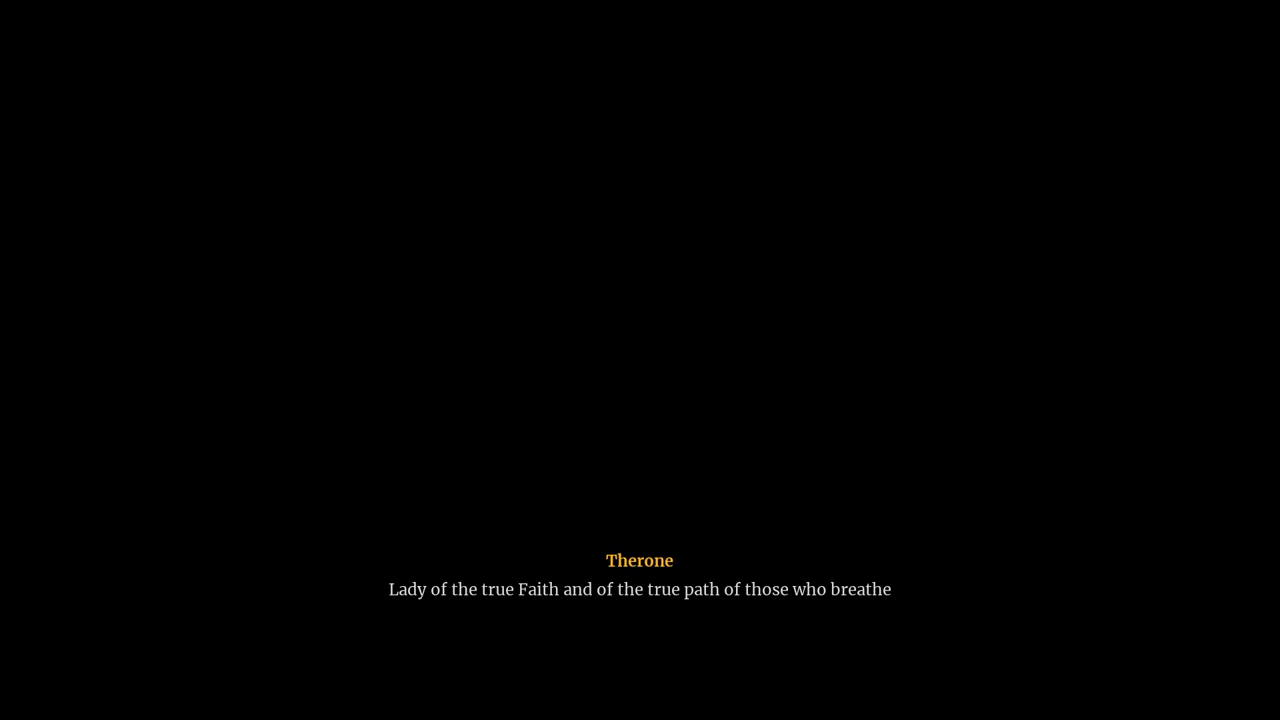 Therone
Lady of the true Faith and of the true path of those who breathe